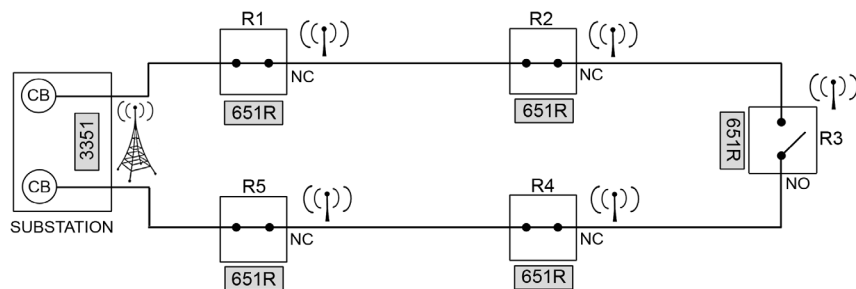 R1
R2
NC
NC
CB
651R
651R
3351
651R
R3
CB
NO
R5
R4
SUBSTATION
NC
NC
651R
651R